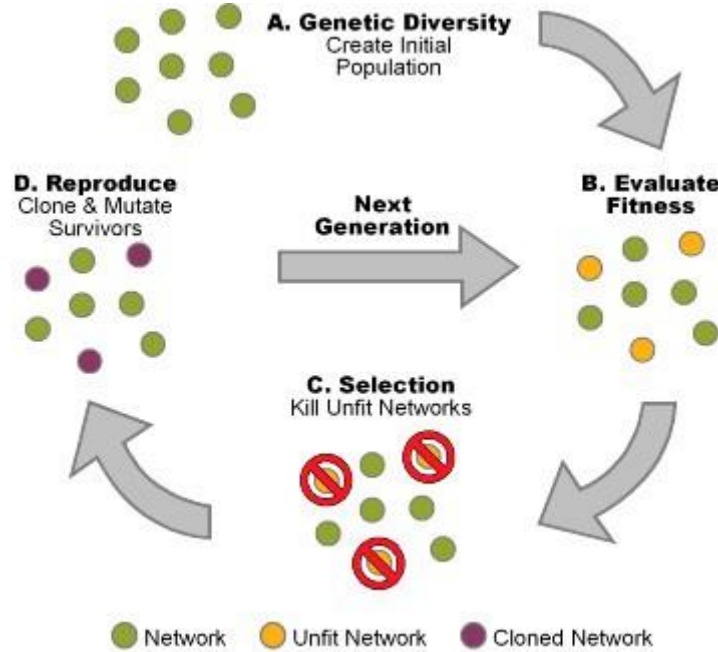 A. Genetic Diversity
Create Initial
Population
D. Reproduce
Clone & Mutate
Survivors
Next
Generation
B. Evaluate
Fitness
C. Selection
Kill Unfit Networks
Network
Unfit Network
Cloned Network